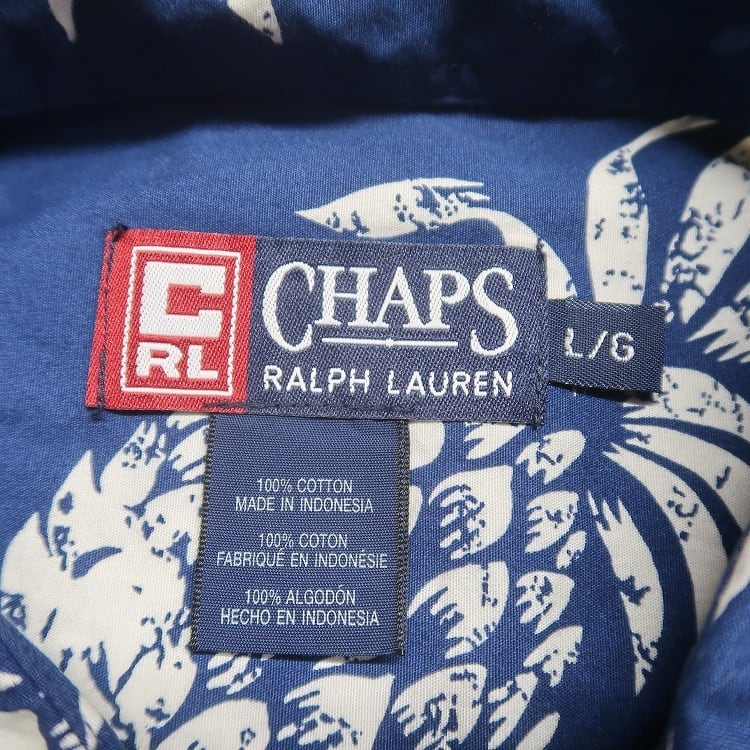 C
RL
CHAPS
RALPH LAUREN
L/G
100% COTTON
MADE IN INDONESIA
100% COTON
FABRIQUÉ EN INDONÉSIE
100% ALGODÓN
HECHO EN INDONESIA